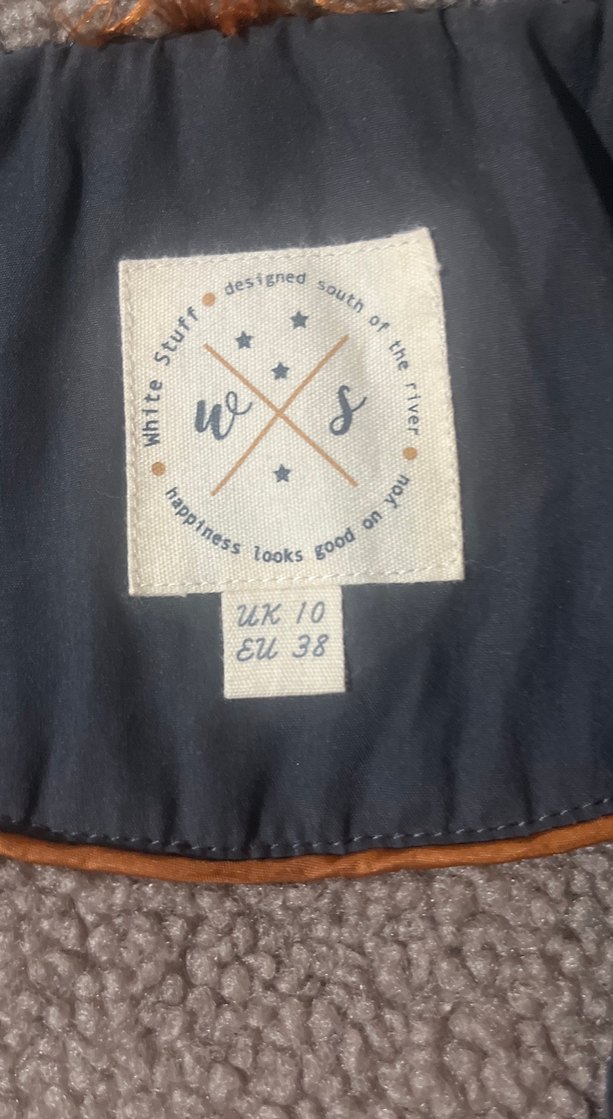 White Stuff
designed south of the river
happiness looks good on you
w s
UK 10
EU 38